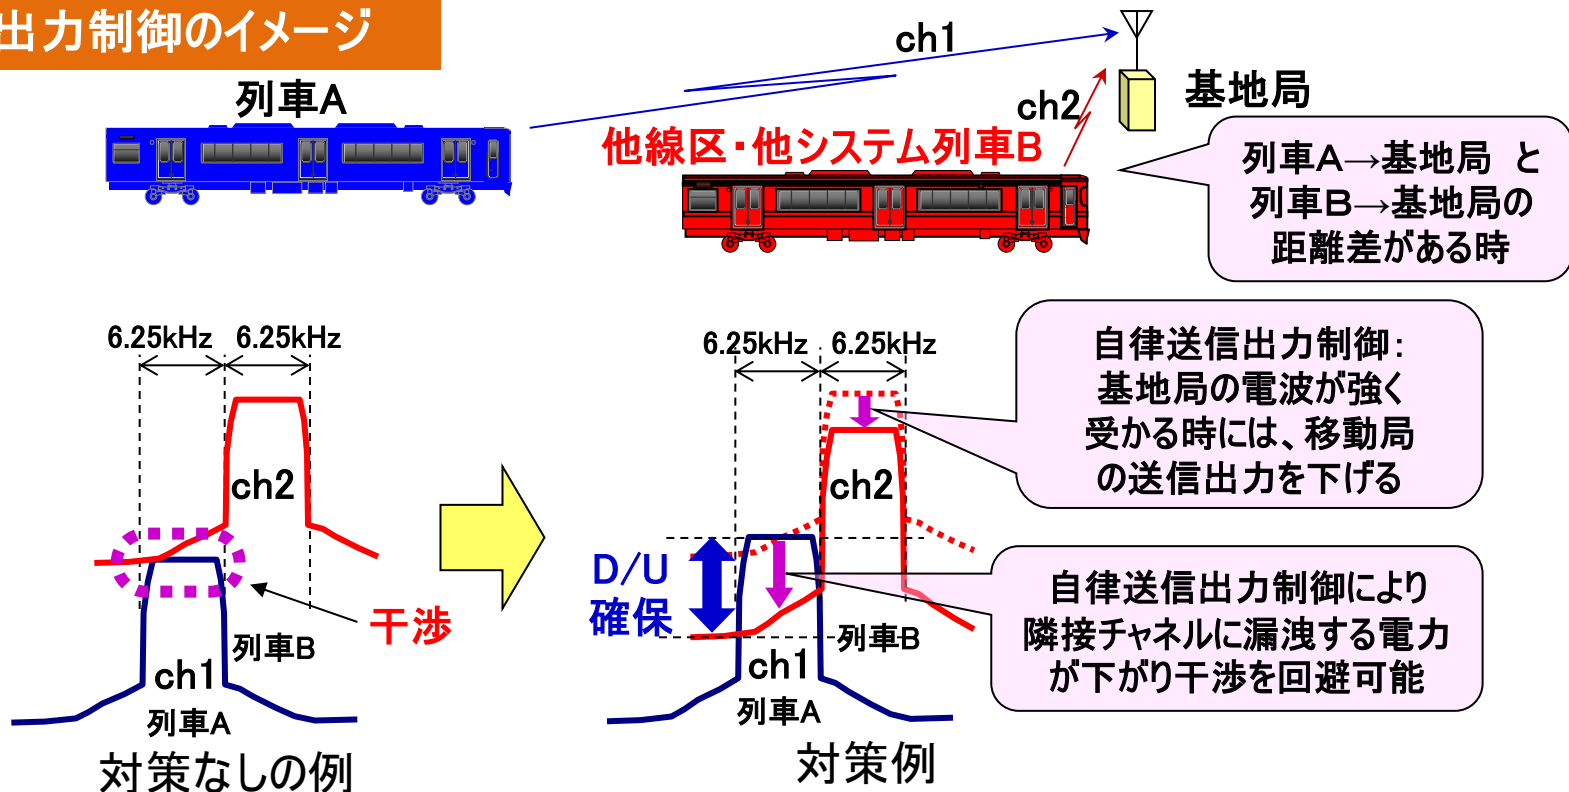 出力制御のイメージ
ch1
列車A
ch2
基地局
他線区・他システム列車B
列車A→基地局 と
列車B→基地局の
距離差がある時
6.25kHz 6.25kHz
ch2
干渉
列車B
ch1
列車A
対策なしの例
6.25kHz 6.25kHz
自律送信出力制御：
基地局の電波が強く
受かる時には、移動局
の送信出力を下げる
ch2
D/U
確保
列車B
ch1
列車A
自律送信出力制御により
隣接チャネルに漏洩する電力
が下がり干渉を回避可能
対策例